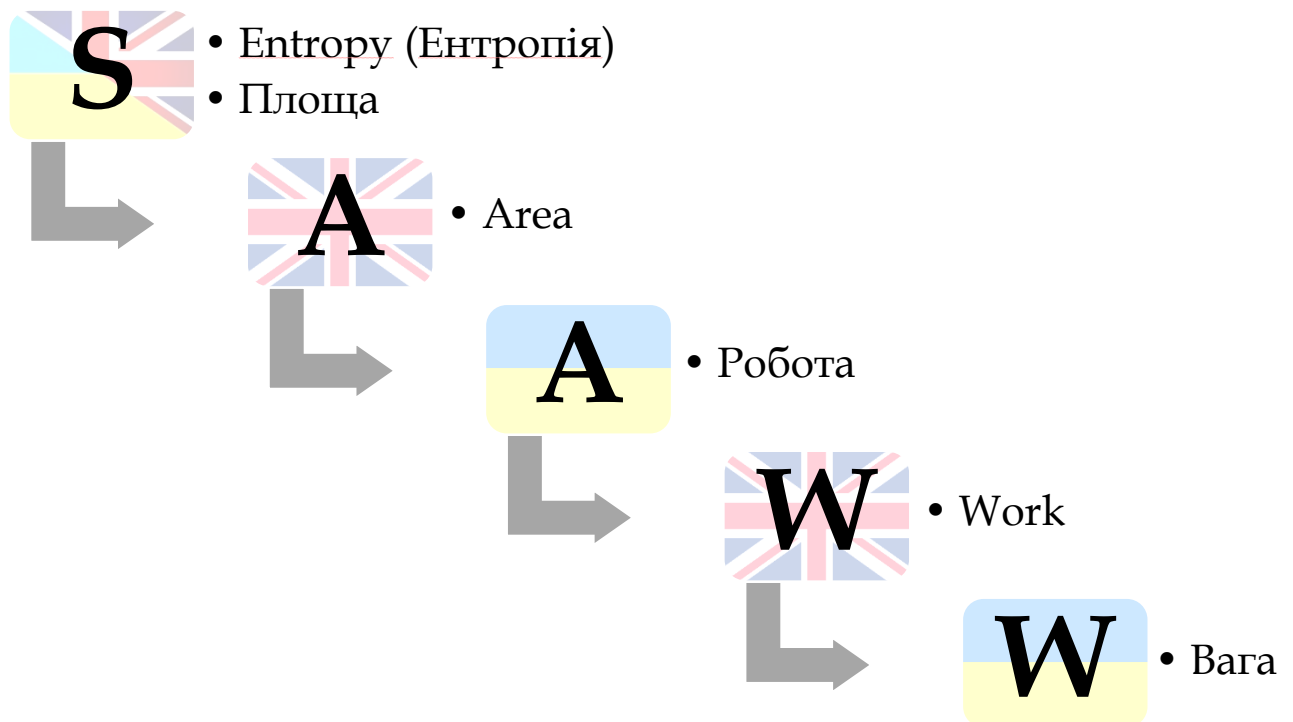 S
• Entropy (Ентропія)
• Площа
A
• Area
A
• Робота
W
• Work
W
• Вага